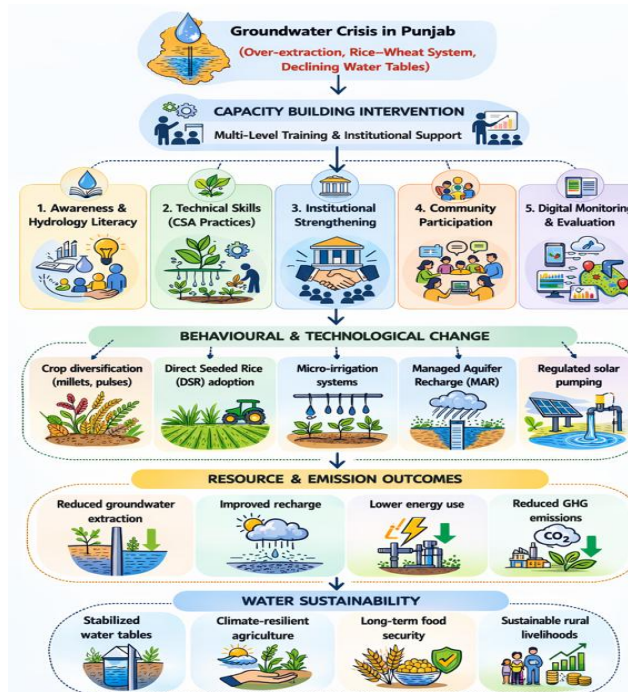 Groundwater Crisis in Punjab
(Over-extraction, Rice–Wheat System,
Declining Water Tables)
CAPACITY BUILDING INTERVENTION
Multi-Level Training & Institutional Support
1. Awareness &
Hydrology Literacy
2. Technical Skills
(CSA Practices)
3. Institutional
Strengthening
4. Community
Participation
5. Digital Monitoring
& Evaluation
BEHAVIOURAL & TECHNOLOGICAL CHANGE
Crop diversification
(millets, pulses)
Direct Seeded Rice
(DSR) adoption
Micro-irrigation
systems
Managed Aquifer
Recharge (MAR)
Regulated solar
pumping
RESOURCE & EMISSION OUTCOMES
Reduced groundwater
extraction
Improved recharge
Lower energy use
Reduced GHG
emissions
CO2
WATER SUSTAINABILITY
Stabilized
water tables
Climate-resilient
agriculture
Long-term food
security
Sustainable rural
livelihoods